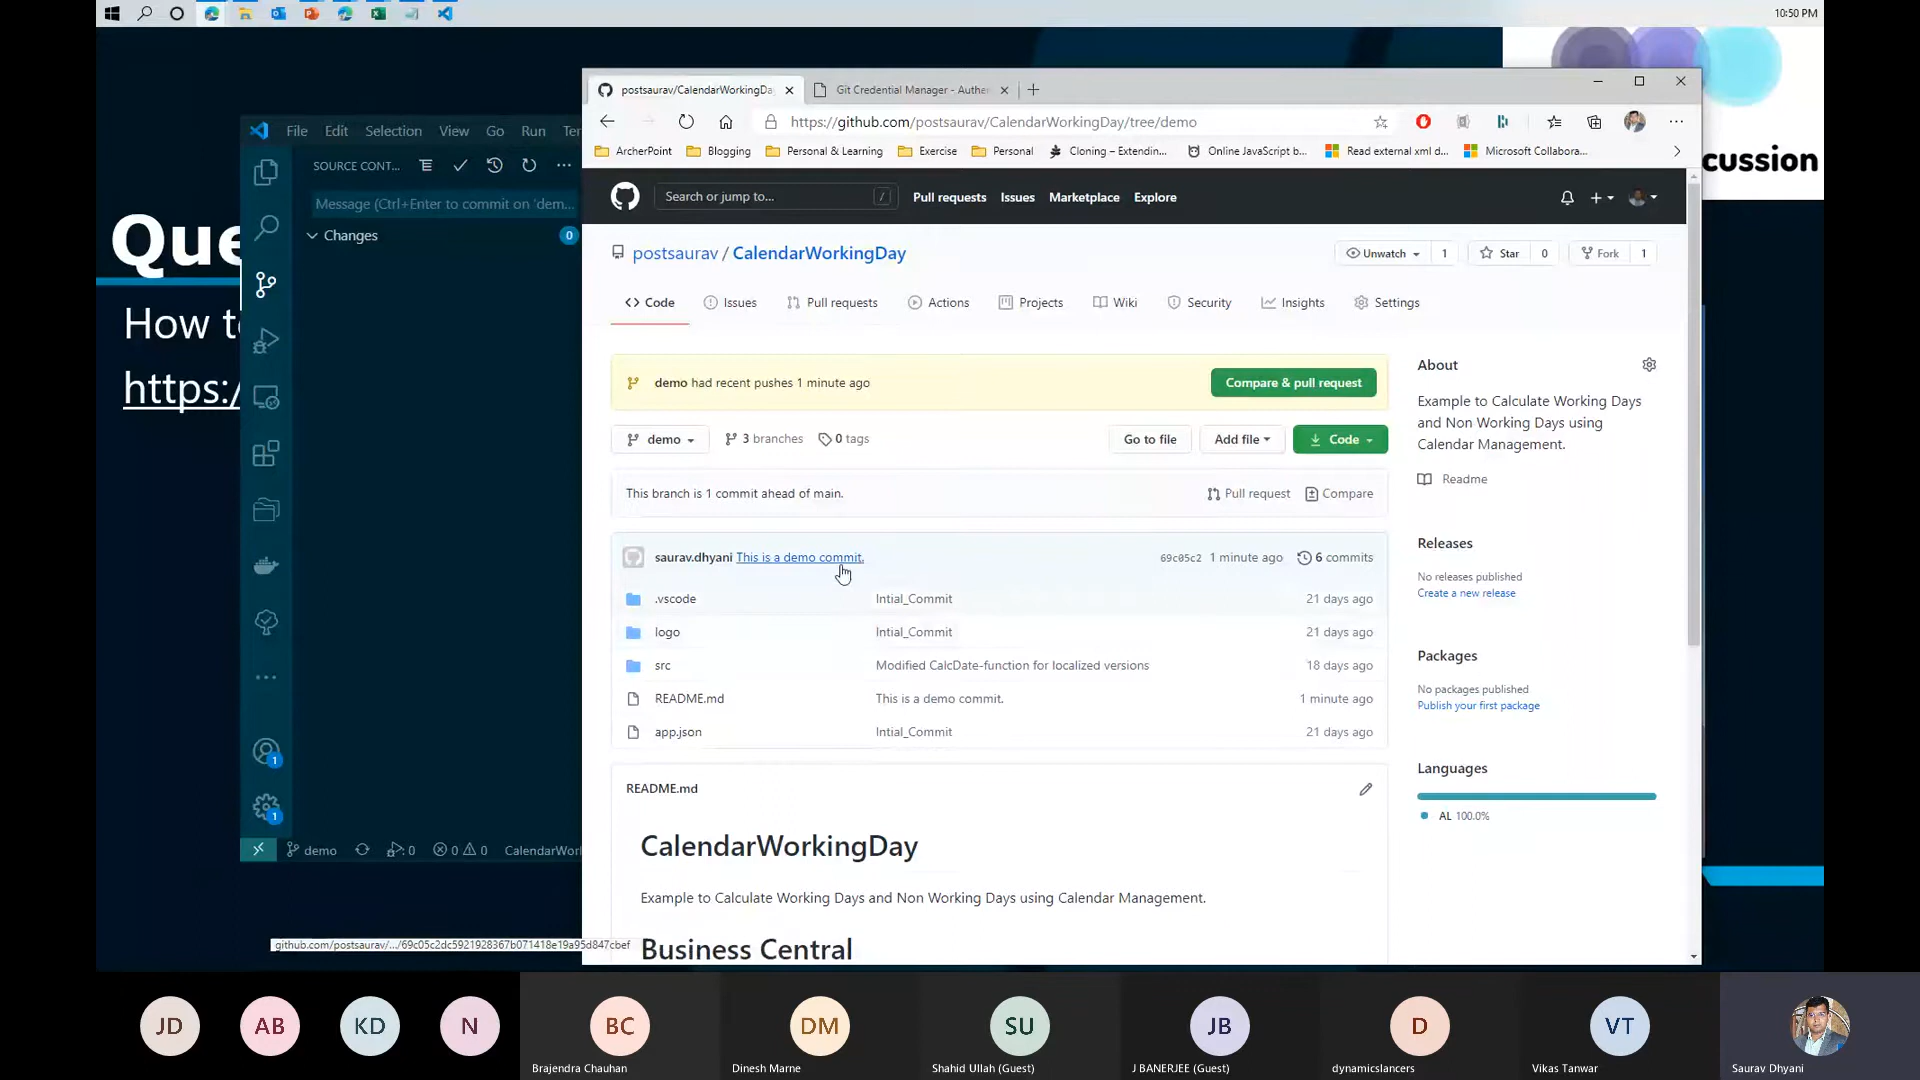 10:50 PM
cussion
Que
How t
https:/
File Edit Selection View Go Run Ter
SOURCE CONT...
Message (Ctrl+Enter to commit on 'dem...
Changes 0
1
1
demo 0 0 0 CalendarWor
github.com/postsaurav/.../69c05c2dc5921928367b071418e19a95d847cbef
postsaurav/CalendarWorkingDa
Git Credential Manager - Authen
https://github.com/postsaurav/CalendarWorkingDay/tree/demo
ArcherPoint Blogging Personal & Learning Exercise Personal Cloning – Extendin... Online JavaScript b... Read external xml d... Microsoft Collabora...
Search or jump to... /
Pull requests Issues Marketplace Explore
postsaurav / CalendarWorkingDay
Unwatch 1 Star 0 Fork 1
Code Issues Pull requests Actions Projects Wiki Security Insights Settings
demo had recent pushes 1 minute ago
Compare & pull request
demo 3 branches 0 tags
Go to file Add file Code
This branch is 1 commit ahead of main.
Pull request Compare
saurav.dhyani This is a demo commit. 69c05c2 1 minute ago 6 commits
.vscode Intial_Commit 21 days ago
logo Intial_Commit 21 days ago
src Modified CalcDate-function for localized versions 18 days ago
README.md This is a demo commit. 1 minute ago
app.json Intial_Commit 21 days ago
README.md
CalendarWorkingDay
Example to Calculate Working Days and Non Working Days using Calendar Management.
Business Central
About
Example to Calculate Working Days
and Non Working Days using
Calendar Management.
Readme
Releases
No releases published
Create a new release
Packages
No packages published
Publish your first package
Languages
AL 100.0%
JD
AB
KD
N
BC
Brajendra Chauhan
DM
Dinesh Marne
SU
Shahid Ullah (Guest)
JB
J BANERJEE (Guest)
D
dynamicslancers
VT
Vikas Tanwar
Saurav Dhyani